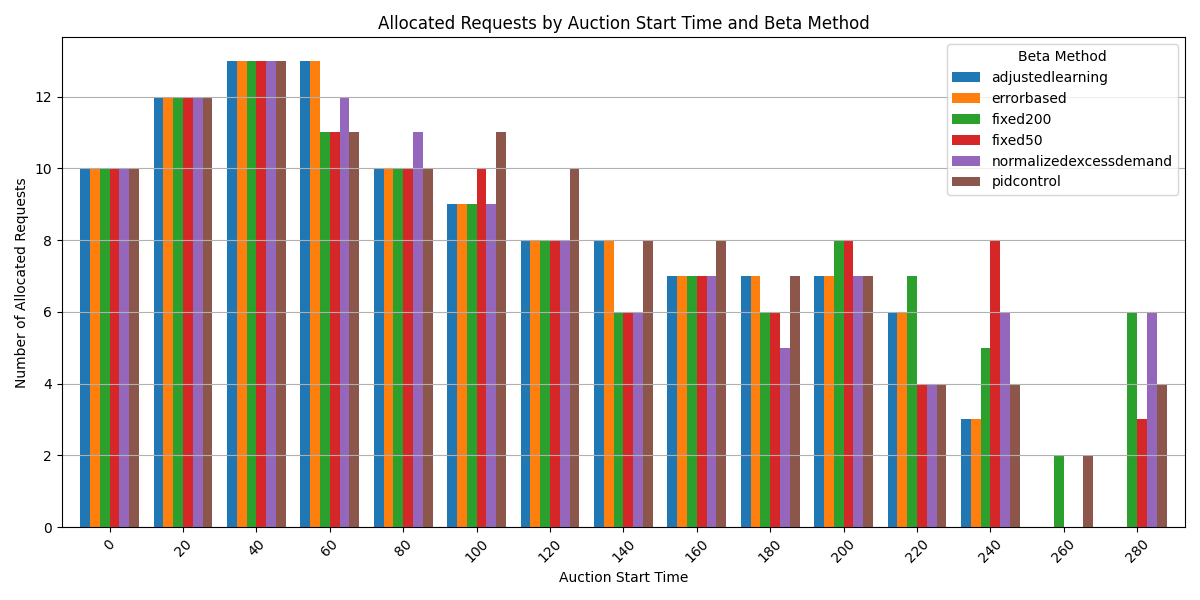 Allocated Requests by Auction Start Time and Beta Method
Number of Allocated Requests
12
10
8
6
4
2
0
Beta Method
adjustedlearning
errorbased
fixed200
fixed50
normalizedexcessdemand
pidcontrol
0 20 40 60 80 100 120 140 160 180 200 220 240 260 280
Auction Start Time